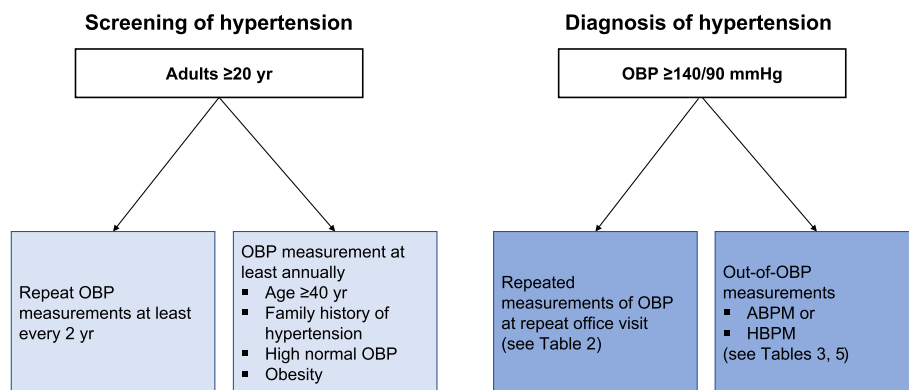 Screening of hypertension
Adults ≥20 yr
Repeat OBP
measurements at least
every 2 yr
OBP measurement at
least annually
▪ Age ≥40 yr
▪ Family history of
hypertension
▪ High normal OBP
▪ Obesity
Diagnosis of hypertension
OBP ≥140/90 mmHg
Repeated
measurements of OBP
at repeat office visit
(see Table 2)
Out-of-OBP
measurements
▪ ABPM or
▪ HBPM
(see Tables 3, 5)